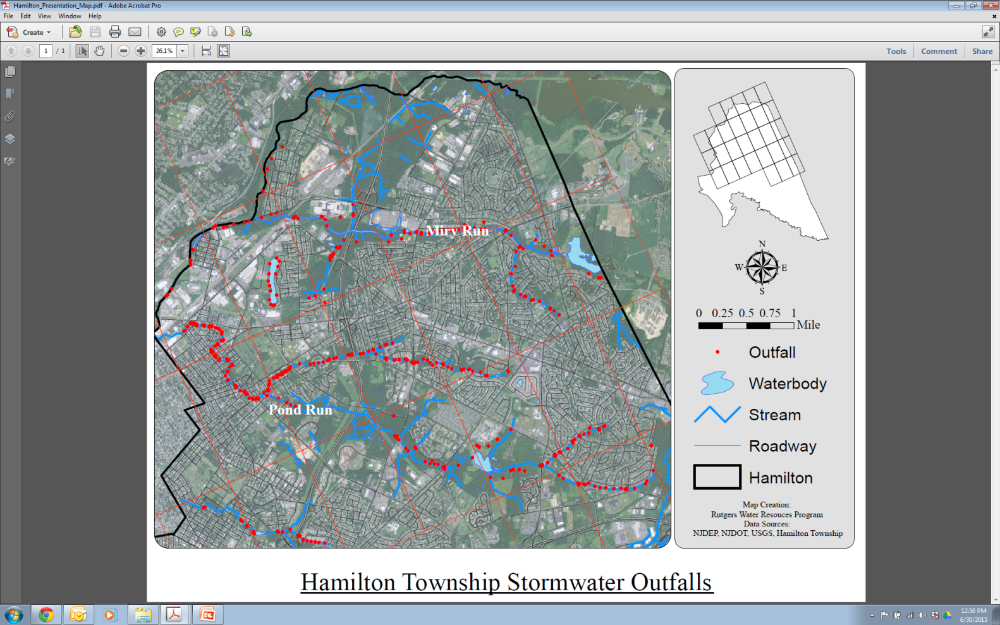 Hamilton_Presentation_Map.pdf - Adobe Acrobat Pro
File Edit View Window Help
Create
1 / 1
26.1%
Tools Comment Share
Miry Run
Pond Run
N
W E
S
0 0.25 0.5 0.75 1
Mile
Outfall
Waterbody
Stream
Roadway
Hamilton
Map Creation:
Rutgers Water Resouces Program
Data Sources:
NJDEP, NJDOT, USGS, Hamilton Township
Hamilton Township Stormwater Outfalls
12:50 PM
6/30/2015